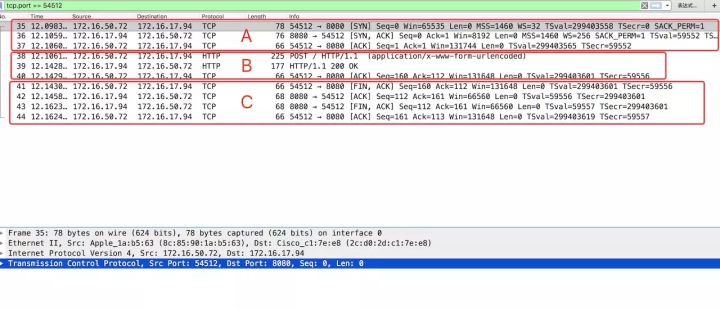 tcp.port == 54512
表达式…
No. Time Source Destination Protocol Length Info
35 12.0983… 172.16.50.72 172.16.17.94 TCP 78 54512 → 8080 [SYN] Seq=0 Win=65535 Len=0 MSS=1460 WS=32 TSval=299403558 TSecr=0 SACK_PERM=1
36 12.1059… 172.16.17.94 172.16.50.72 TCP 76 8080 → 54512 [SYN, ACK] Seq=0 Ack=1 Win=8192 Len=0 MSS=1460 WS=256 SACK_PERM=1 TSval=59552 TS…
37 12.1060… 172.16.50.72 172.16.17.94 TCP 66 54512 → 8080 [ACK] Seq=1 Ack=1 Win=131744 Len=0 TSval=299403565 TSecr=59552
A
38 12.1061… 172.16.50.72 172.16.17.94 HTTP 225 POST / HTTP/1.1 (application/x-www-form-urlencoded)
39 12.1428… 172.16.17.94 172.16.50.72 HTTP 177 HTTP/1.1 200 OK
B
40 12.1429… 172.16.50.72 172.16.17.94 TCP 66 54512 → 8080 [ACK] Seq=160 Ack=112 Win=131648 Len=0 TSval=299403601 TSecr=59556
41 12.1430… 172.16.50.72 172.16.17.94 TCP 66 54512 → 8080 [FIN, ACK] Seq=160 Ack=112 Win=131648 Len=0 TSval=299403601 TSecr=59556
42 12.1458… 172.16.17.94 172.16.50.72 TCP 66 8080 → 54512 [ACK] Seq=112 Ack=161 Win=66560 Len=0 TSval=59557 TSecr=299403601
43 12.1623… 172.16.17.94 172.16.50.72 TCP 66 8080 → 54512 [FIN, ACK] Seq=112 Ack=161 Win=66560 Len=0 TSval=59557 TSecr=299403601
44 12.1624… 172.16.50.72 172.16.17.94 TCP 66 54512 → 8080 [ACK] Seq=161 Ack=113 Win=131648 Len=0 TSval=299403619 TSecr=59557
C
Frame 35: 78 bytes on wire (624 bits), 78 bytes captured (624 bits) on interface 0
Ethernet II, Src: Apple_1a:b5:63 (8c:85:90:1a:b5:63), Dst: Cisco_c1:7e:e8 (2c:d0:2d:c1:7e:e8)
Internet Protocol Version 4, Src: 172.16.50.72, Dst: 172.16.17.94
Transmission Control Protocol, Src Port: 54512, Dst Port: 8080, Seq: 0, Len: 0